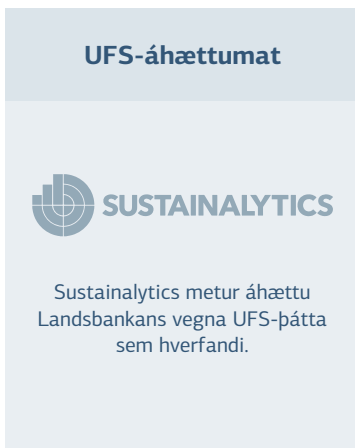 UFS-áhættumat
SUSTAINALYTICS
Sustainalytics metur áhættu
Landsbankans vegna UFS-þátta
sem hverfandi.